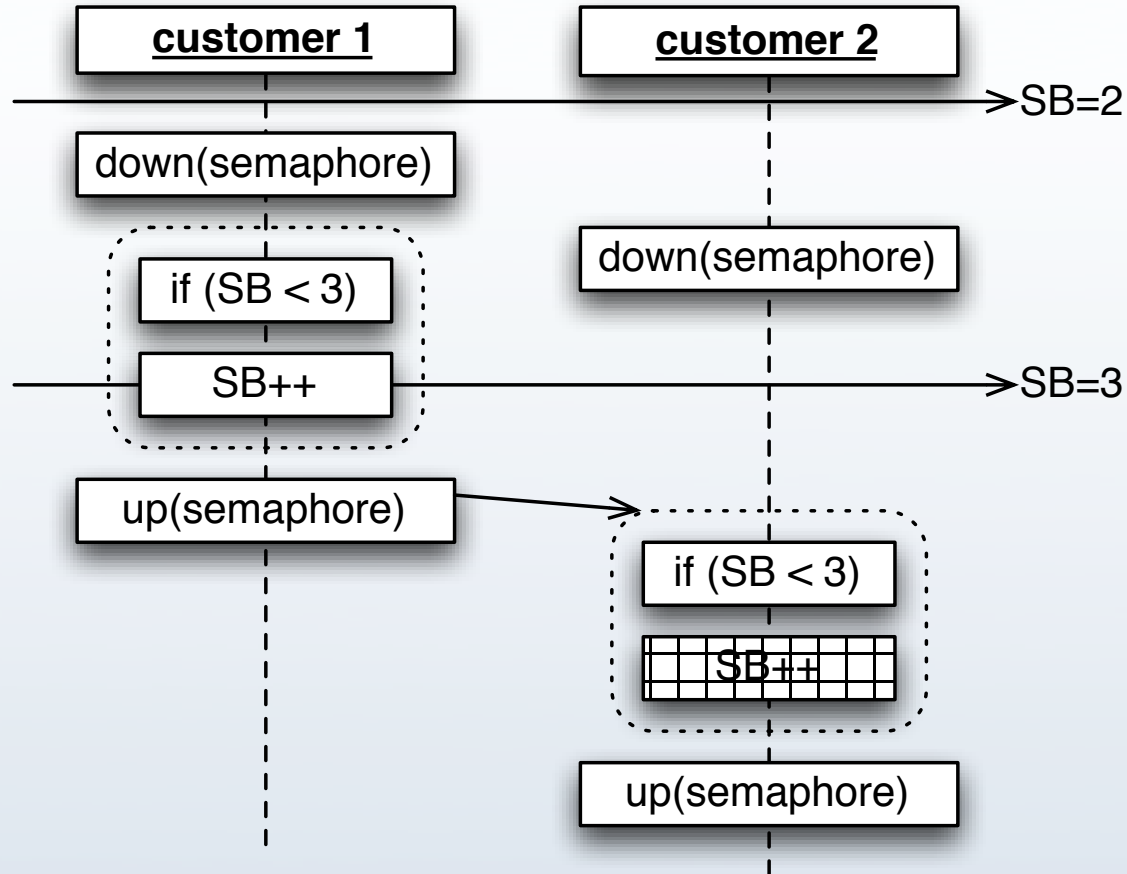 customer 1
customer 2
SB=2
down(semaphore)
down(semaphore)
if (SB < 3)
SB++
SB=3
up(semaphore)
if (SB < 3)
SB++
up(semaphore)